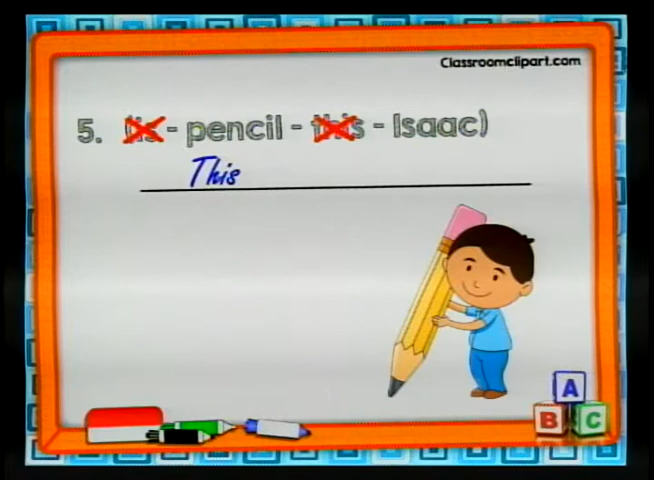 Classroomclipart.com
5. (is - pencil - this - Isaac)
This
A
B C